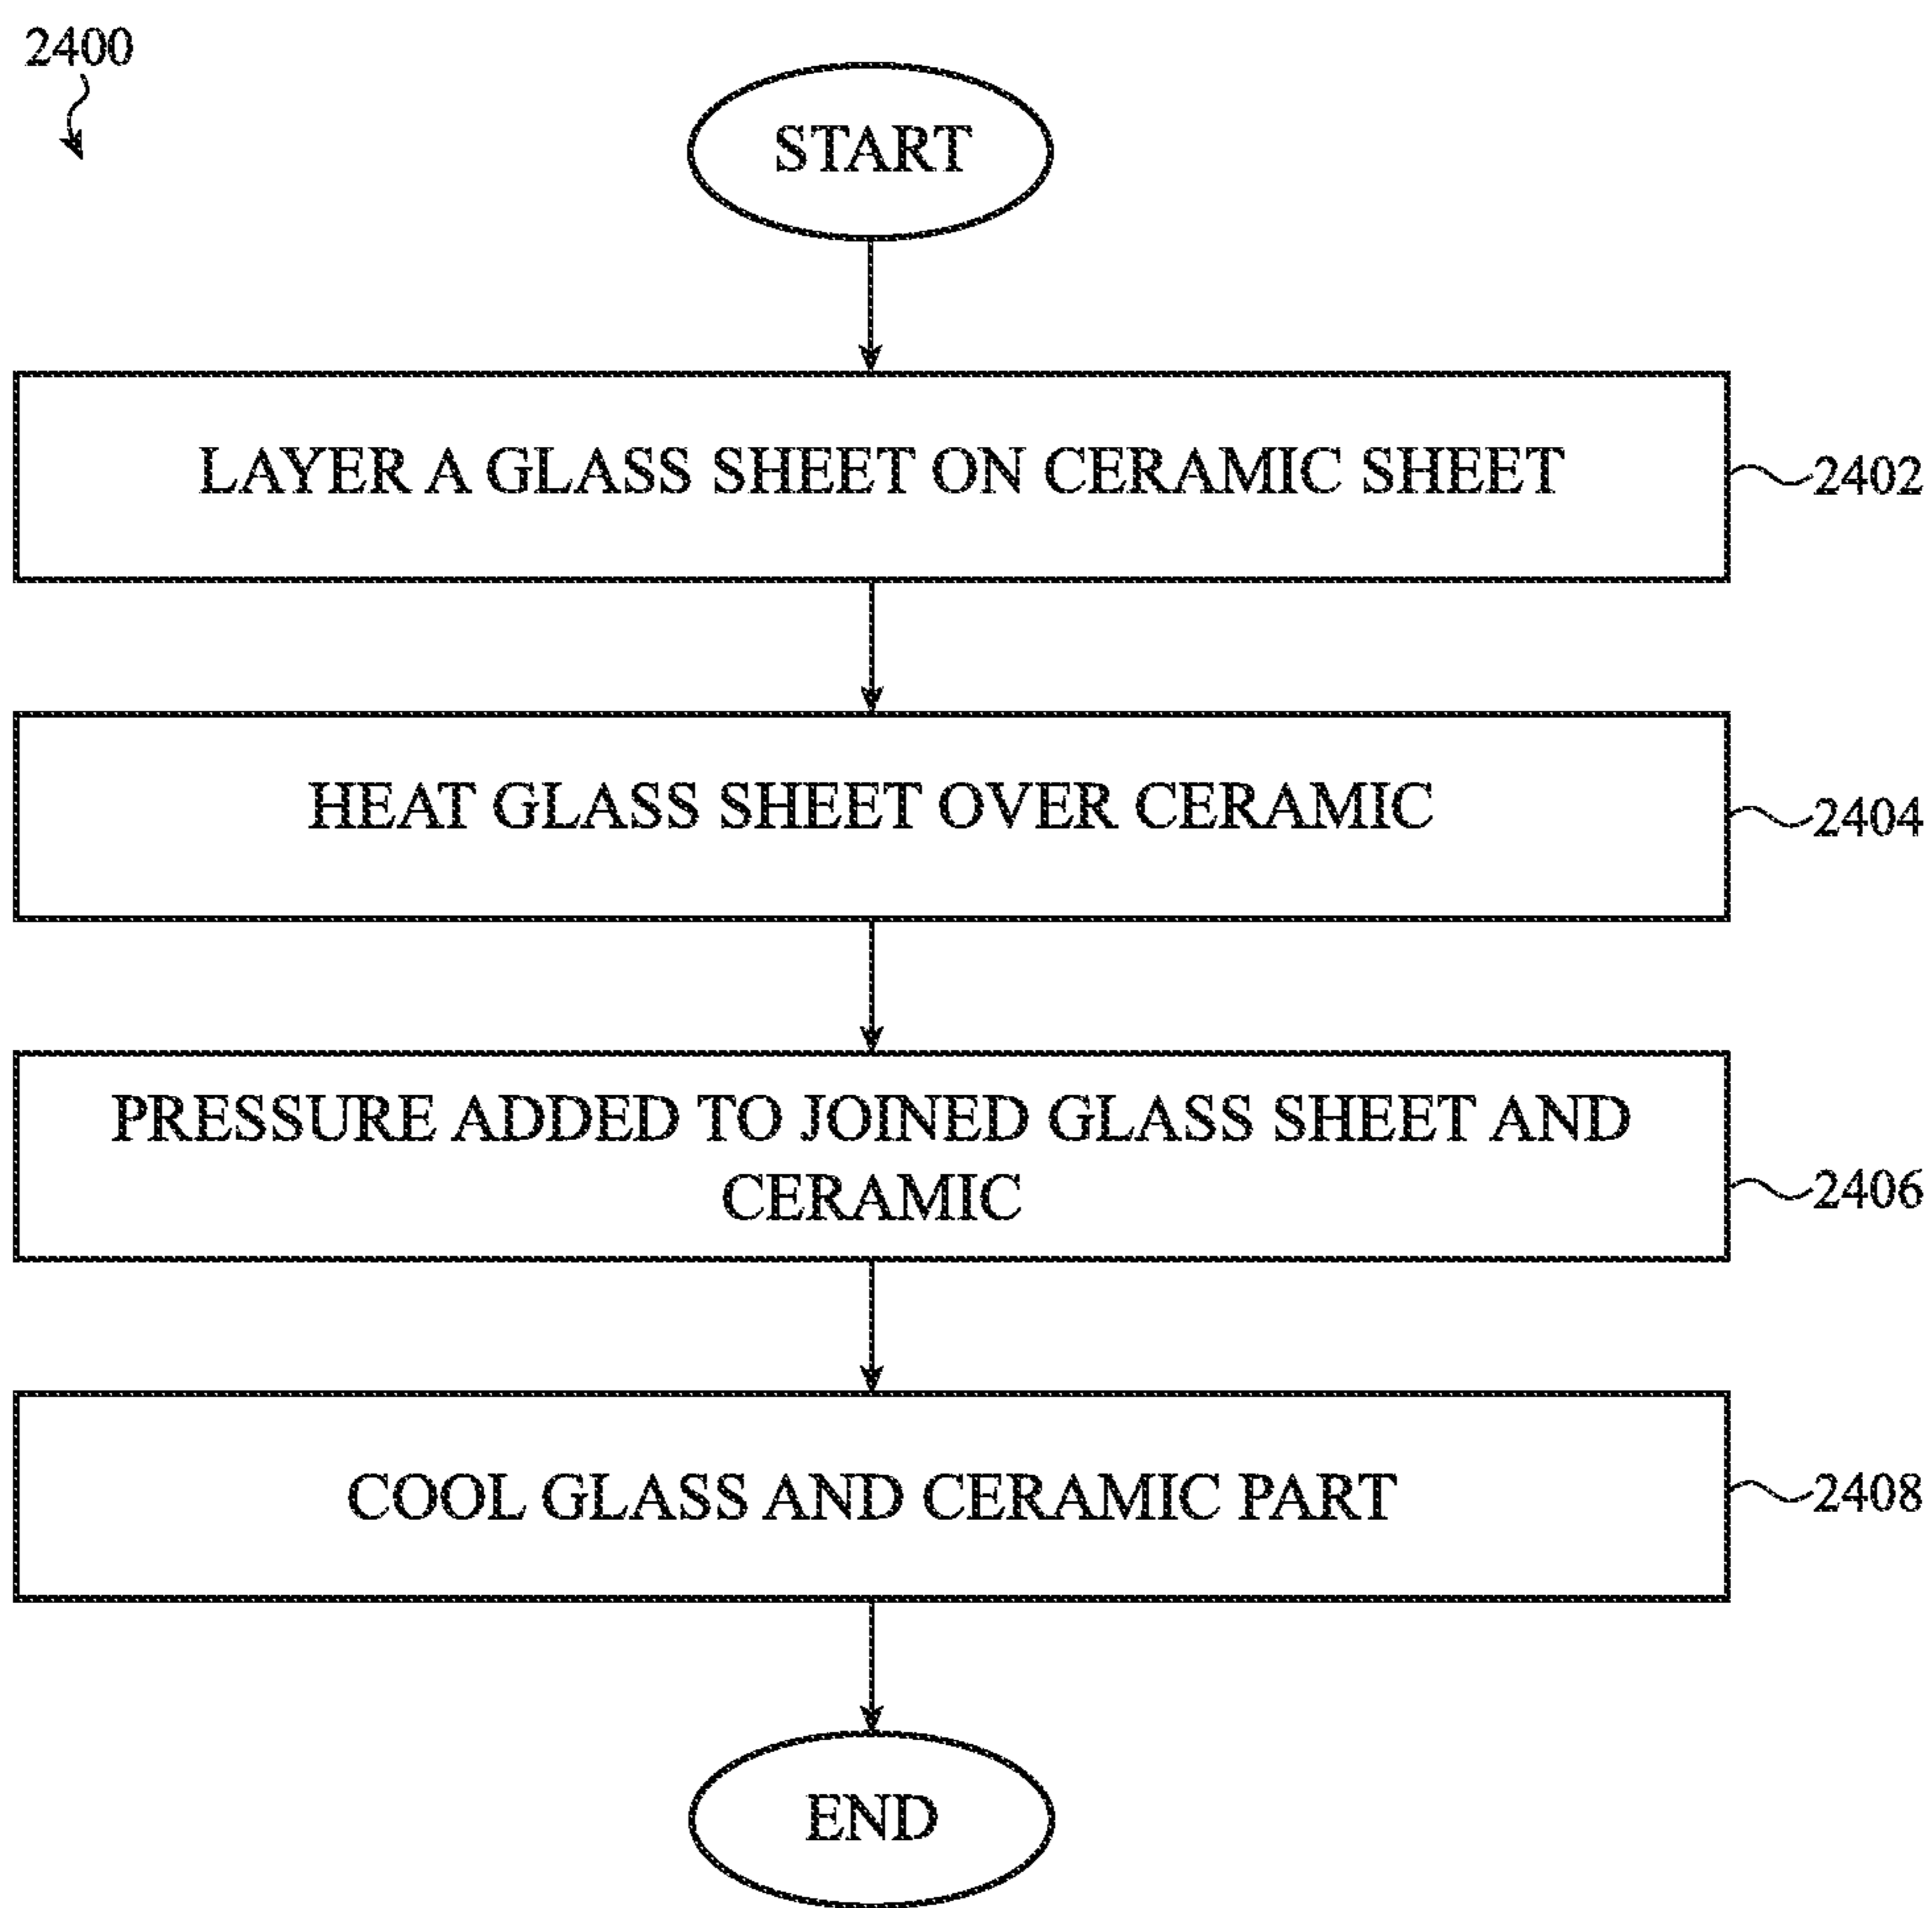 2400
START
LAYER A GLASS SHEET ON CERAMIC SHEET
2402
HEAT GLASS SHEET OVER CERAMIC
2404
PRESSURE ADDED TO JOINED GLASS SHEET AND
CERAMIC
2406
COOL GLASS AND CERAMIC PART
2408
END